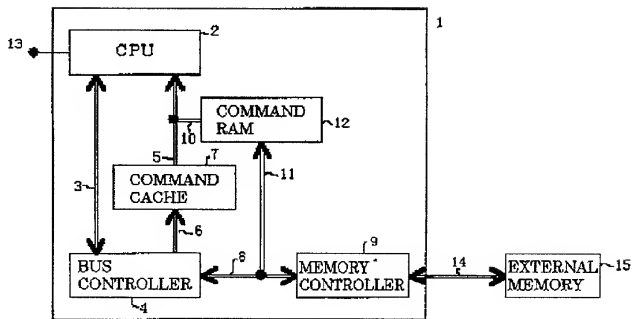 1
2
13
CPU
COMMAND
RAM
12
10
5
7
11
3
COMMAND
CACHE
6
9
BUS
CONTROLLER
8
MEMORY
CONTROLLER
14
EXTERNAL
MEMORY
15
4